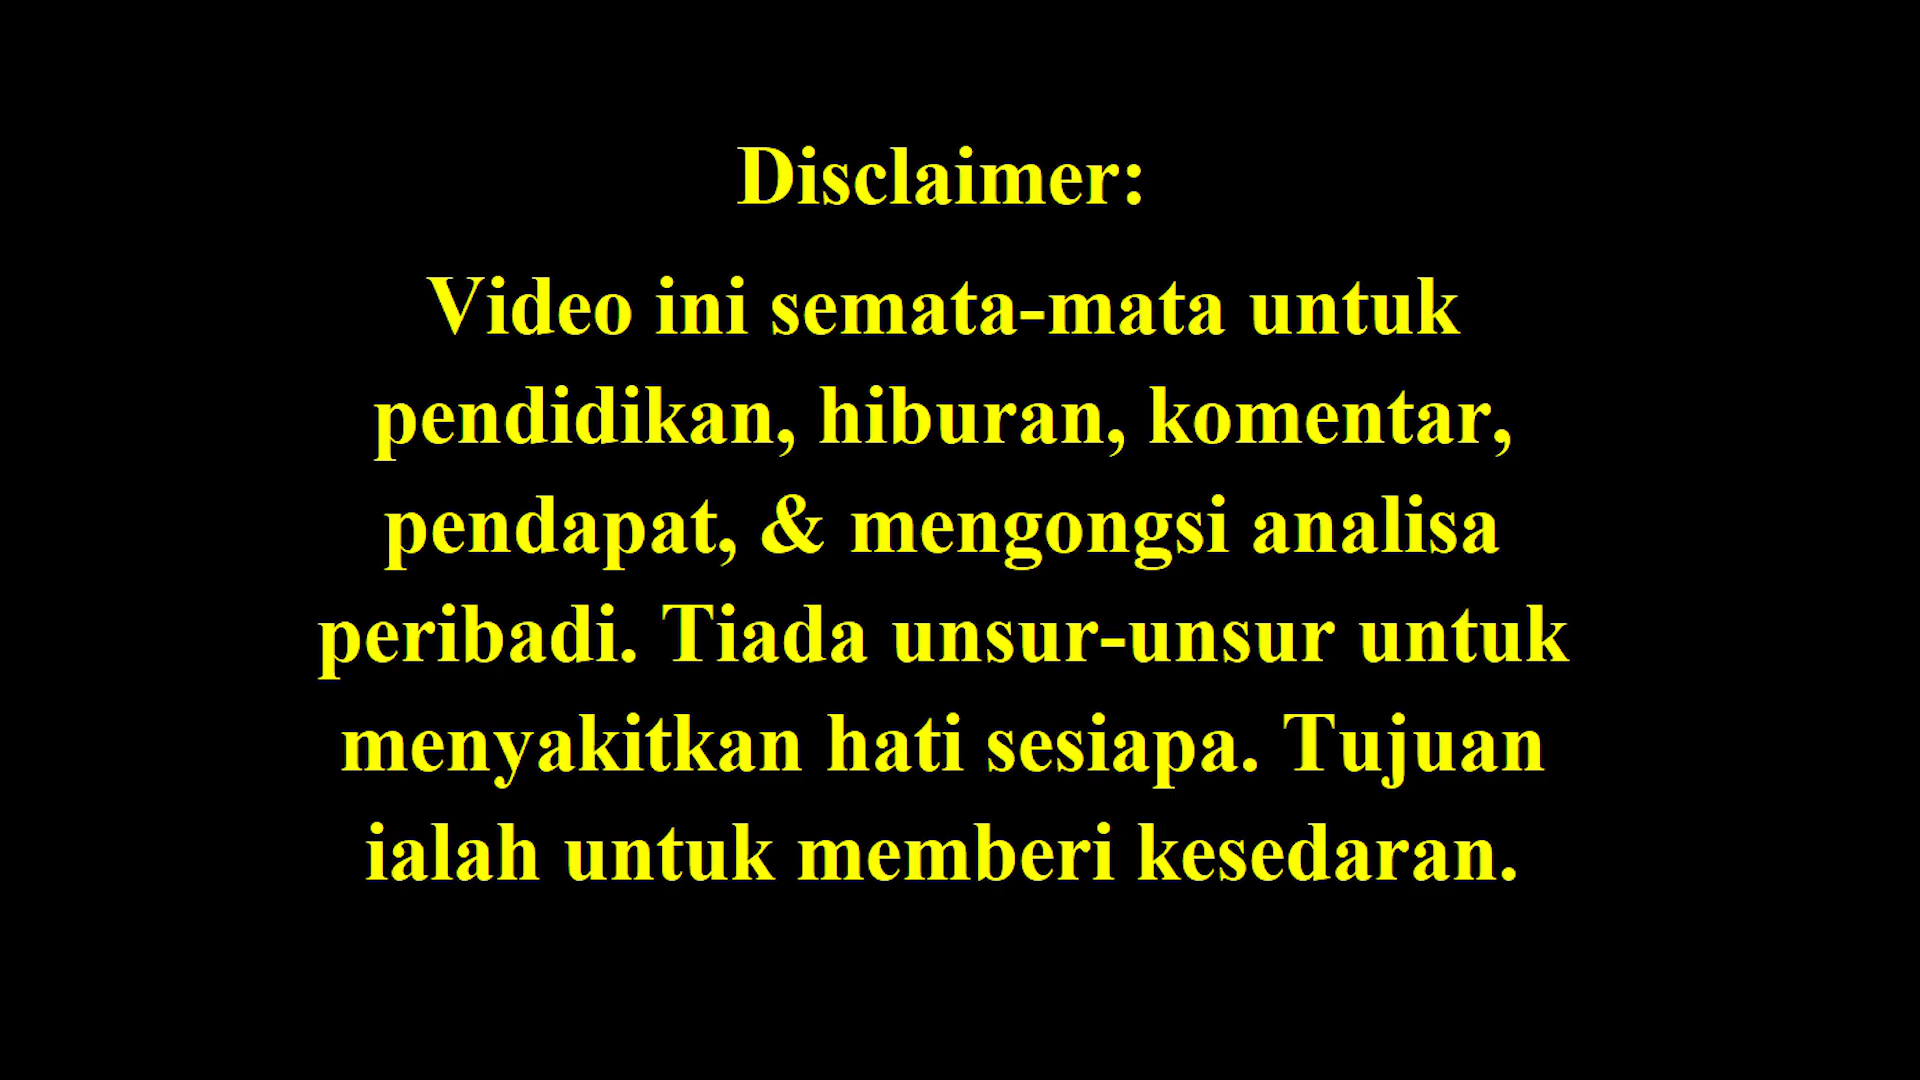 Disclaimer:
Video ini semata-mata untuk
pendidikan, hiburan, komentar,
pendapat, & mengongsi analisa
peribadi. Tiada unsur-unsur untuk
menyakitkan hati sesiapa. Tujuan
ialah untuk memberi kesedaran.